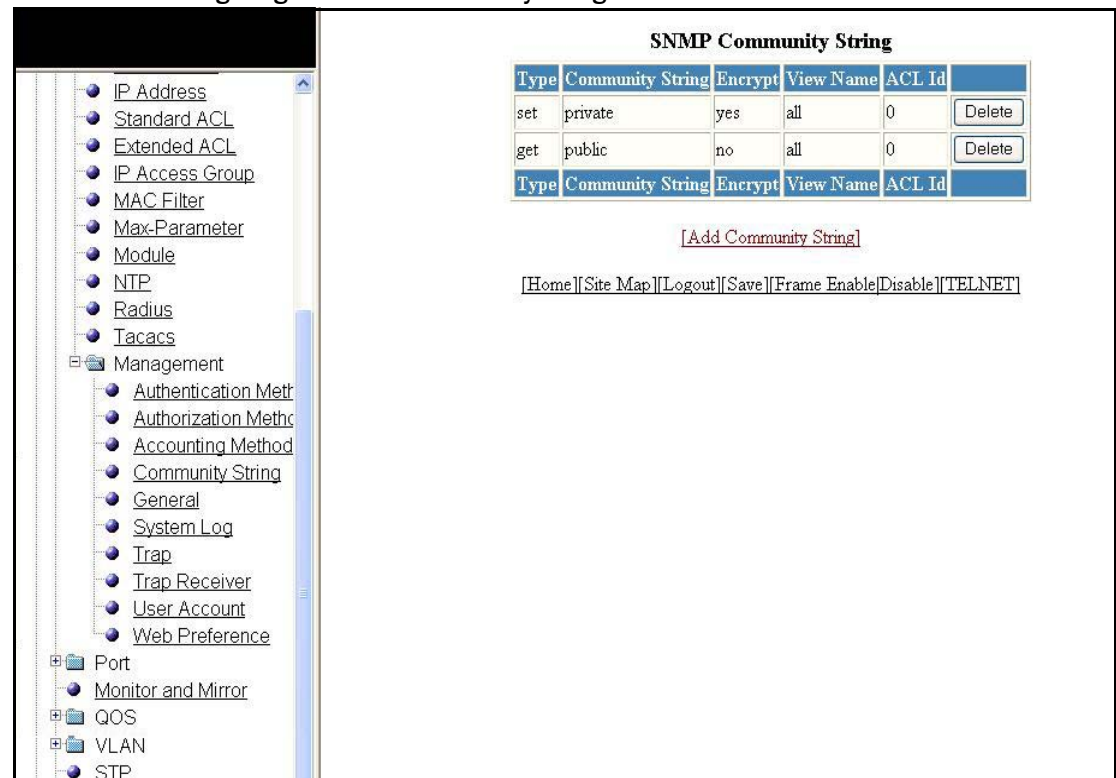 IP Address
Standard ACL
Extended ACL
IP Access Group
MAC Filter
Max-Parameter
Module
NTP
Radius
Tacacs
Management
Authentication Meth
Authorization Metho
Accounting Method
Community String
General
System Log
Trap
Trap Receiver
User Account
Web Preference
Port
Monitor and Mirror
QOS
VLAN
STP
SNMP Community String
Type Community String Encrypt View Name ACL Id
set private yes all 0 Delete
get public no all 0 Delete
Type Community String Encrypt View Name ACL Id
[Add Community String]
[Home][Site Map][Logout][Save][Frame Enable|Disable][TELNET]